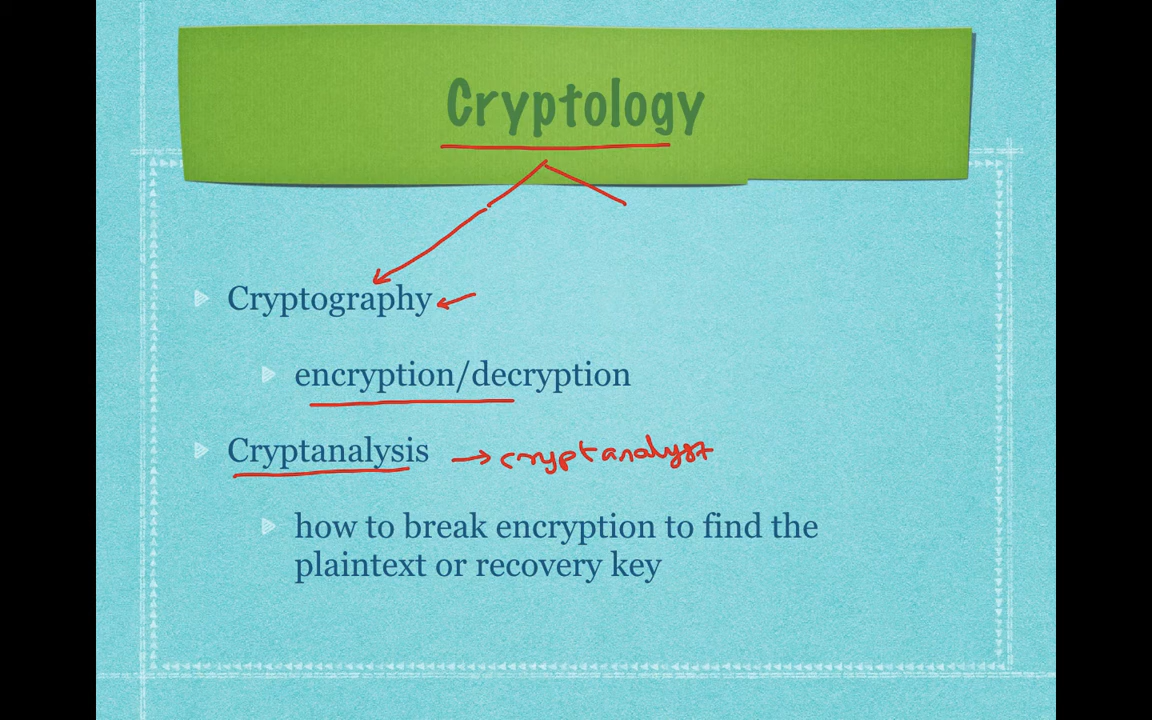 Cryptology
Cryptography
encryption/decryption
Cryptanalysis → cryptanalyst
how to break encryption to find the
plaintext or recovery key